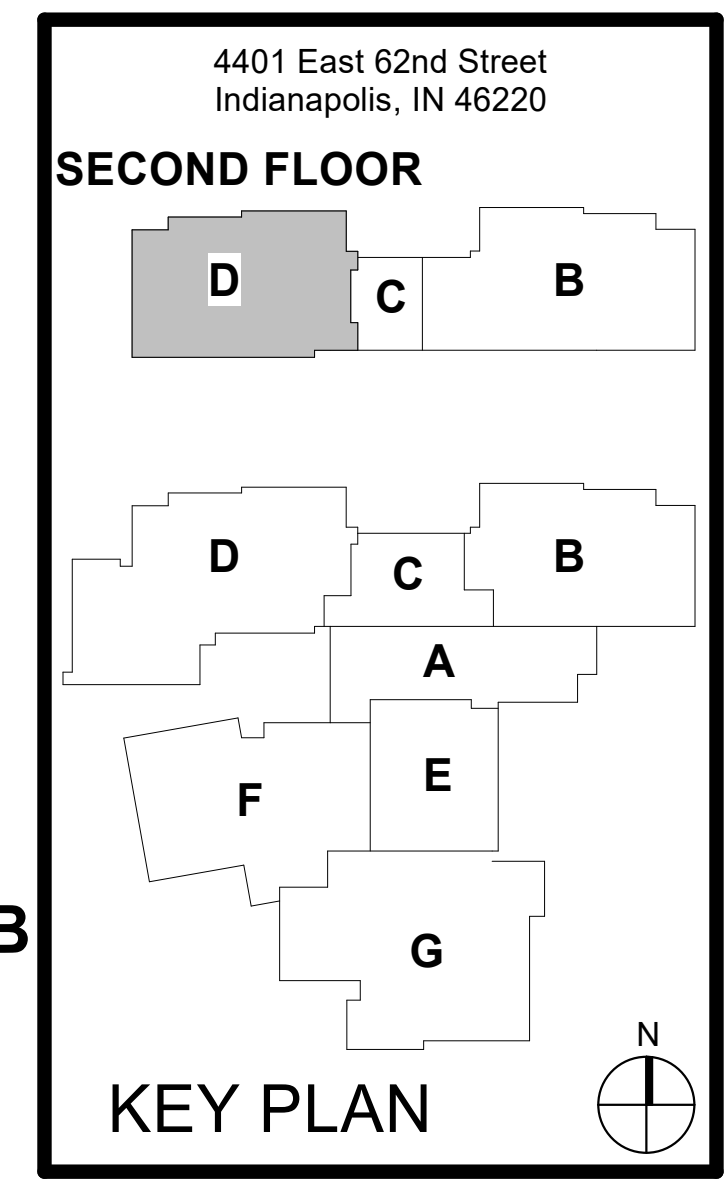 4401 East 62nd Street
Indianapolis, IN 46220
SECOND FLOOR
D
C
B
D
C
B
A
E
F
B
G
N
KEY PLAN